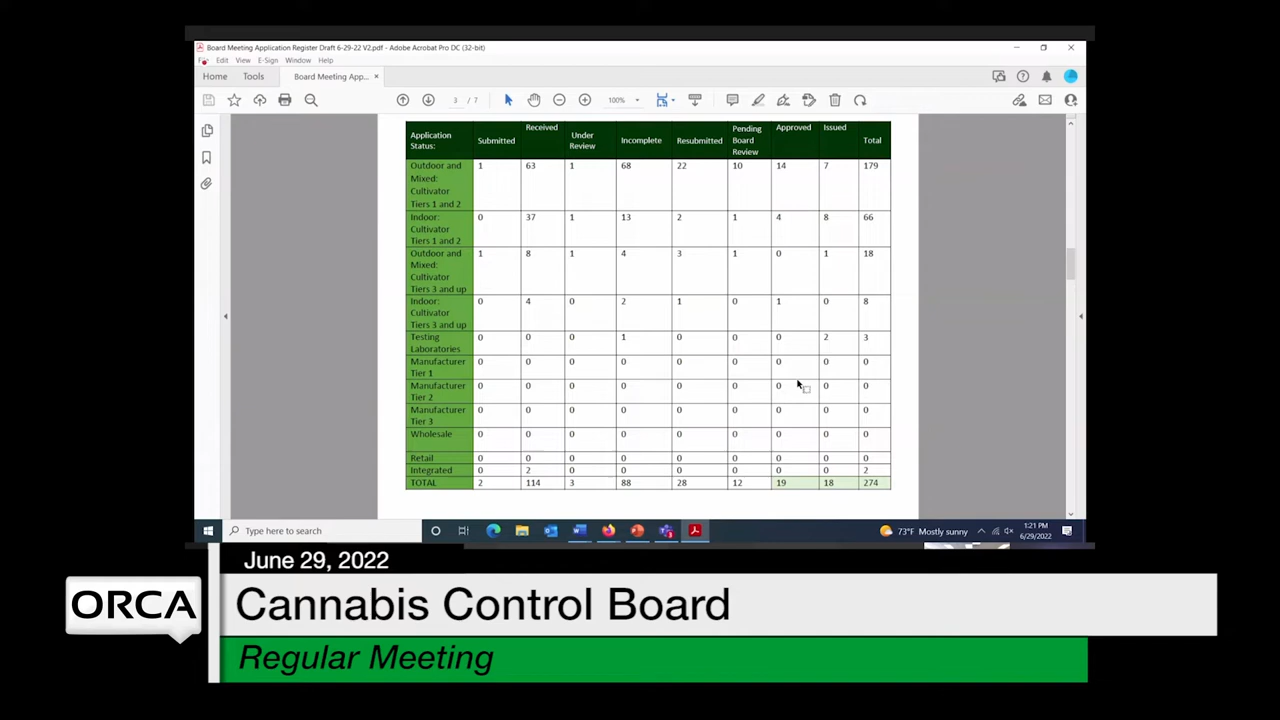 Board Meeting Application Register Draft 6-29-22 V2.pdf - Adobe Acrobat Pro DC (32-bit)
File Edit View E-Sign Window Help
Home Tools Board Meeting App... ×
3 / 7 100%
Application Status: Submitted Received Under Review Incomplete Resubmitted Pending Board Review Approved Issued Total
Outdoor and Mixed: Cultivator Tiers 1 and 2 1 63 1 68 22 10 14 7 179
Indoor: Cultivator Tiers 1 and 2 0 37 1 13 2 1 4 8 66
Outdoor and Mixed: Cultivator Tiers 3 and up 1 8 1 4 3 1 0 1 18
Indoor: Cultivator Tiers 3 and up 0 4 0 2 1 0 1 0 8
Testing Laboratories 0 0 0 1 0 0 0 2 3
Manufacturer Tier 1 0 0 0 0 0 0 0 0 0
Manufacturer Tier 2 0 0 0 0 0 0 0 0 0
Manufacturer Tier 3 0 0 0 0 0 0 0 0 0
Wholesale 0 0 0 0 0 0 0 0 0
Retail 0 0 0 0 0 0 0 0 0
Integrated 0 2 0 0 0 0 0 0 2
TOTAL 2 114 3 88 28 12 19 18 274
Type here to search
73°F Mostly sunny
1:21 PM
6/29/2022
June 29, 2022
ORCA
Cannabis Control Board
Regular Meeting